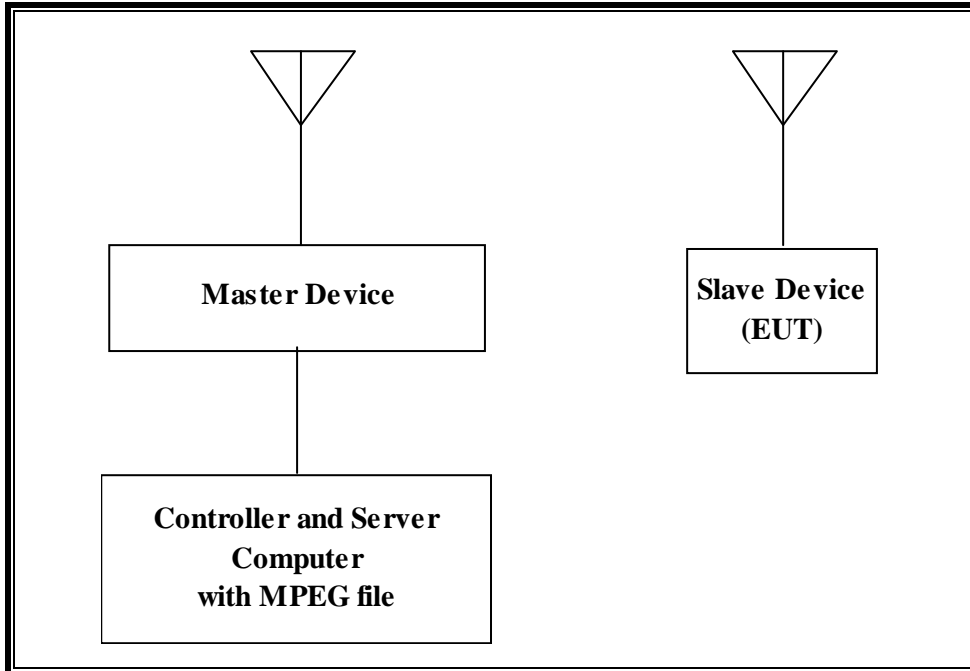 Master Device
Slave Device
(EUT)
Controller and Server
Computer
with MPEG file